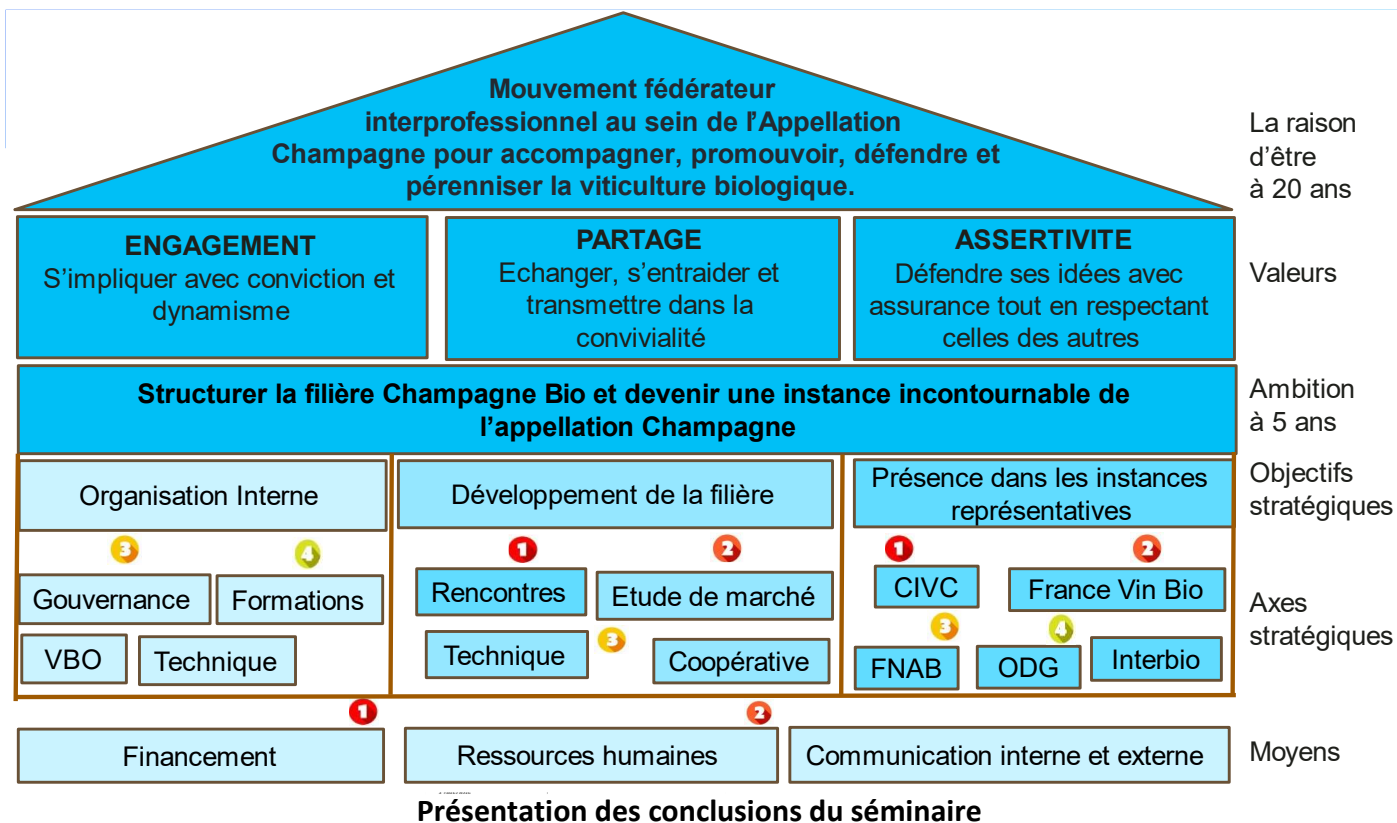 Mouvement fédérateur
interprofessionnel au sein de l'Appellation
Champagne pour accompagner, promouvoir, défendre et
pérenniser la viticulture biologique.
La raison
d'être
à 20 ans
ENGAGEMENT
S'impliquer avec conviction et
dynamisme
PARTAGE
Echanger, s'entraider et
transmettre dans la
convivialité
ASSERTIVITE
Défendre ses idées avec
assurance tout en respectant
celles des autres
Valeurs
Structurer la filière Champagne Bio et devenir une instance incontournable de
l'appellation Champagne
Ambition
à 5 ans
Organisation Interne
Développement de la filière
Présence dans les instances
représentatives
Objectifs
stratégiques
3
4
Gouvernance
Formations
VBO
Technique
1
2
Rencontres
Etude de marché
Technique
3
Coopérative
1
2
CIVC
France Vin Bio
3
4
FNAB
ODG
Interbio
Axes
stratégiques
1
2
Financement
Ressources humaines
Communication interne et externe
Moyens
Présentation des conclusions du séminaire